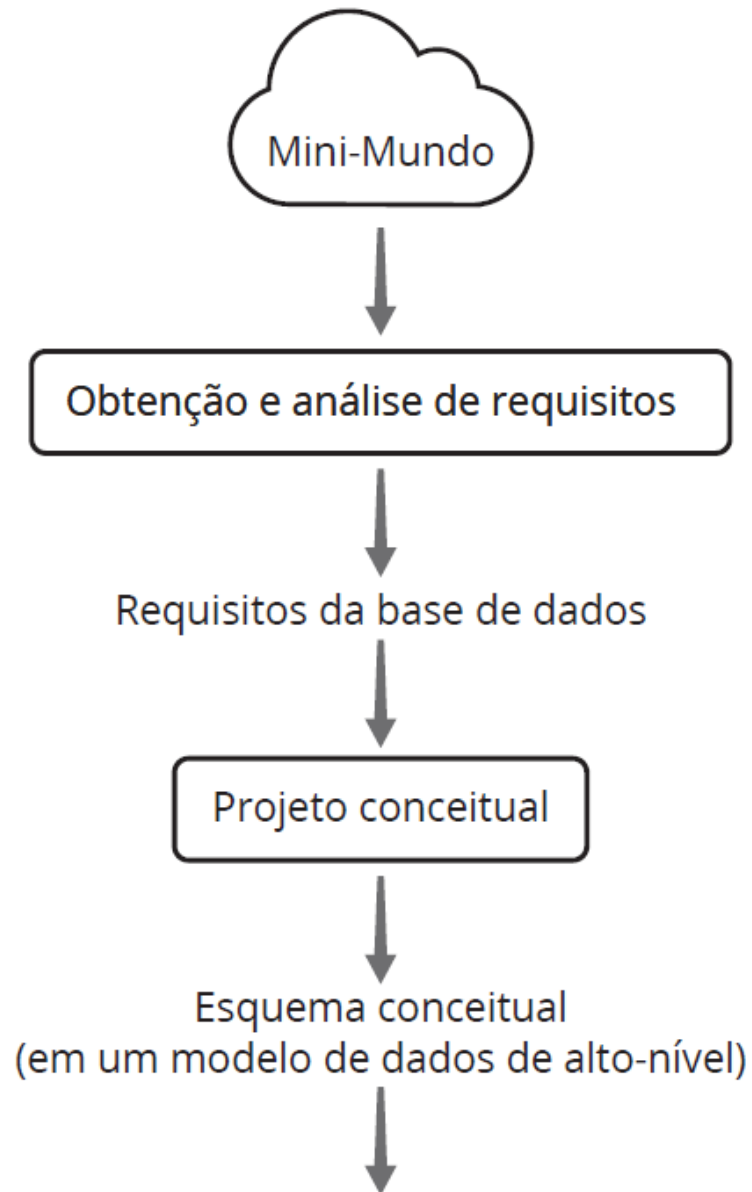 Mini-Mundo
Obtenção e análise de requisitos
Requisitos da base de dados
Projeto conceitual
Esquema conceitual
(em um modelo de dados de alto-nível)